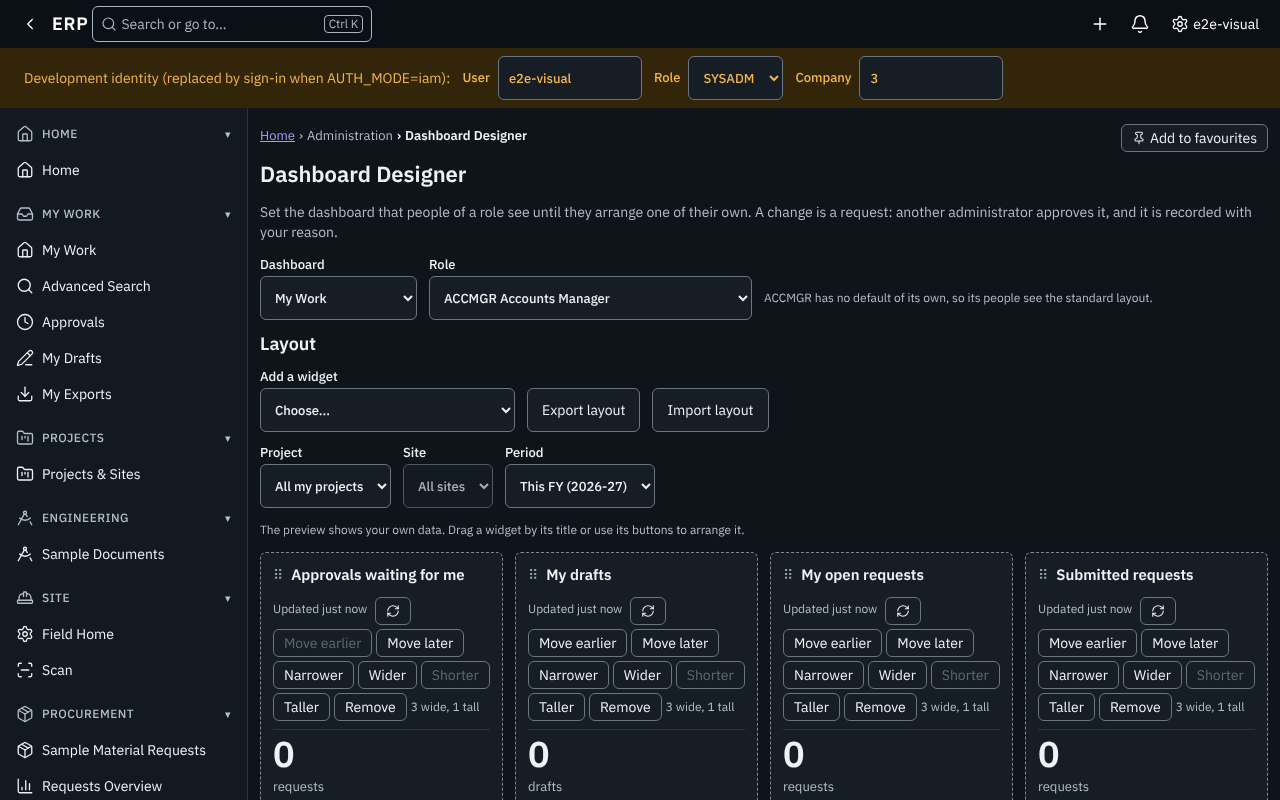 ERP
Search or go to...
Ctrl K
e2e-visual
Development identity (replaced by sign-in when AUTH_MODE=iam):
User
e2e-visual
Role
SYSADM
Company
3
HOME
Home
MY WORK
My Work
Advanced Search
Approvals
My Drafts
My Exports
PROJECTS
Projects & Sites
ENGINEERING
Sample Documents
SITE
Field Home
Scan
PROCUREMENT
Sample Material Requests
Requests Overview
Home › Administration › Dashboard Designer
Add to favourites
Dashboard Designer
Set the dashboard that people of a role see until they arrange one of their own. A change is a request: another administrator approves it, and it is recorded with
your reason.
Dashboard
Role
My Work
ACCMGR Accounts Manager
ACCMGR has no default of its own, so its people see the standard layout.
Layout
Add a widget
Choose...
Export layout
Import layout
Project
Site
Period
All my projects
All sites
This FY (2026-27)
The preview shows your own data. Drag a widget by its title or use its buttons to arrange it.
Approvals waiting for me
Updated just now
Move earlier
Move later
Narrower
Wider
Shorter
Taller
Remove
3 wide, 1 tall
0
requests
My drafts
Updated just now
Move earlier
Move later
Narrower
Wider
Shorter
Taller
Remove
3 wide, 1 tall
0
drafts
My open requests
Updated just now
Move earlier
Move later
Narrower
Wider
Shorter
Taller
Remove
3 wide, 1 tall
0
requests
Submitted requests
Updated just now
Move earlier
Move later
Narrower
Wider
Shorter
Taller
Remove
3 wide, 1 tall
0
requests